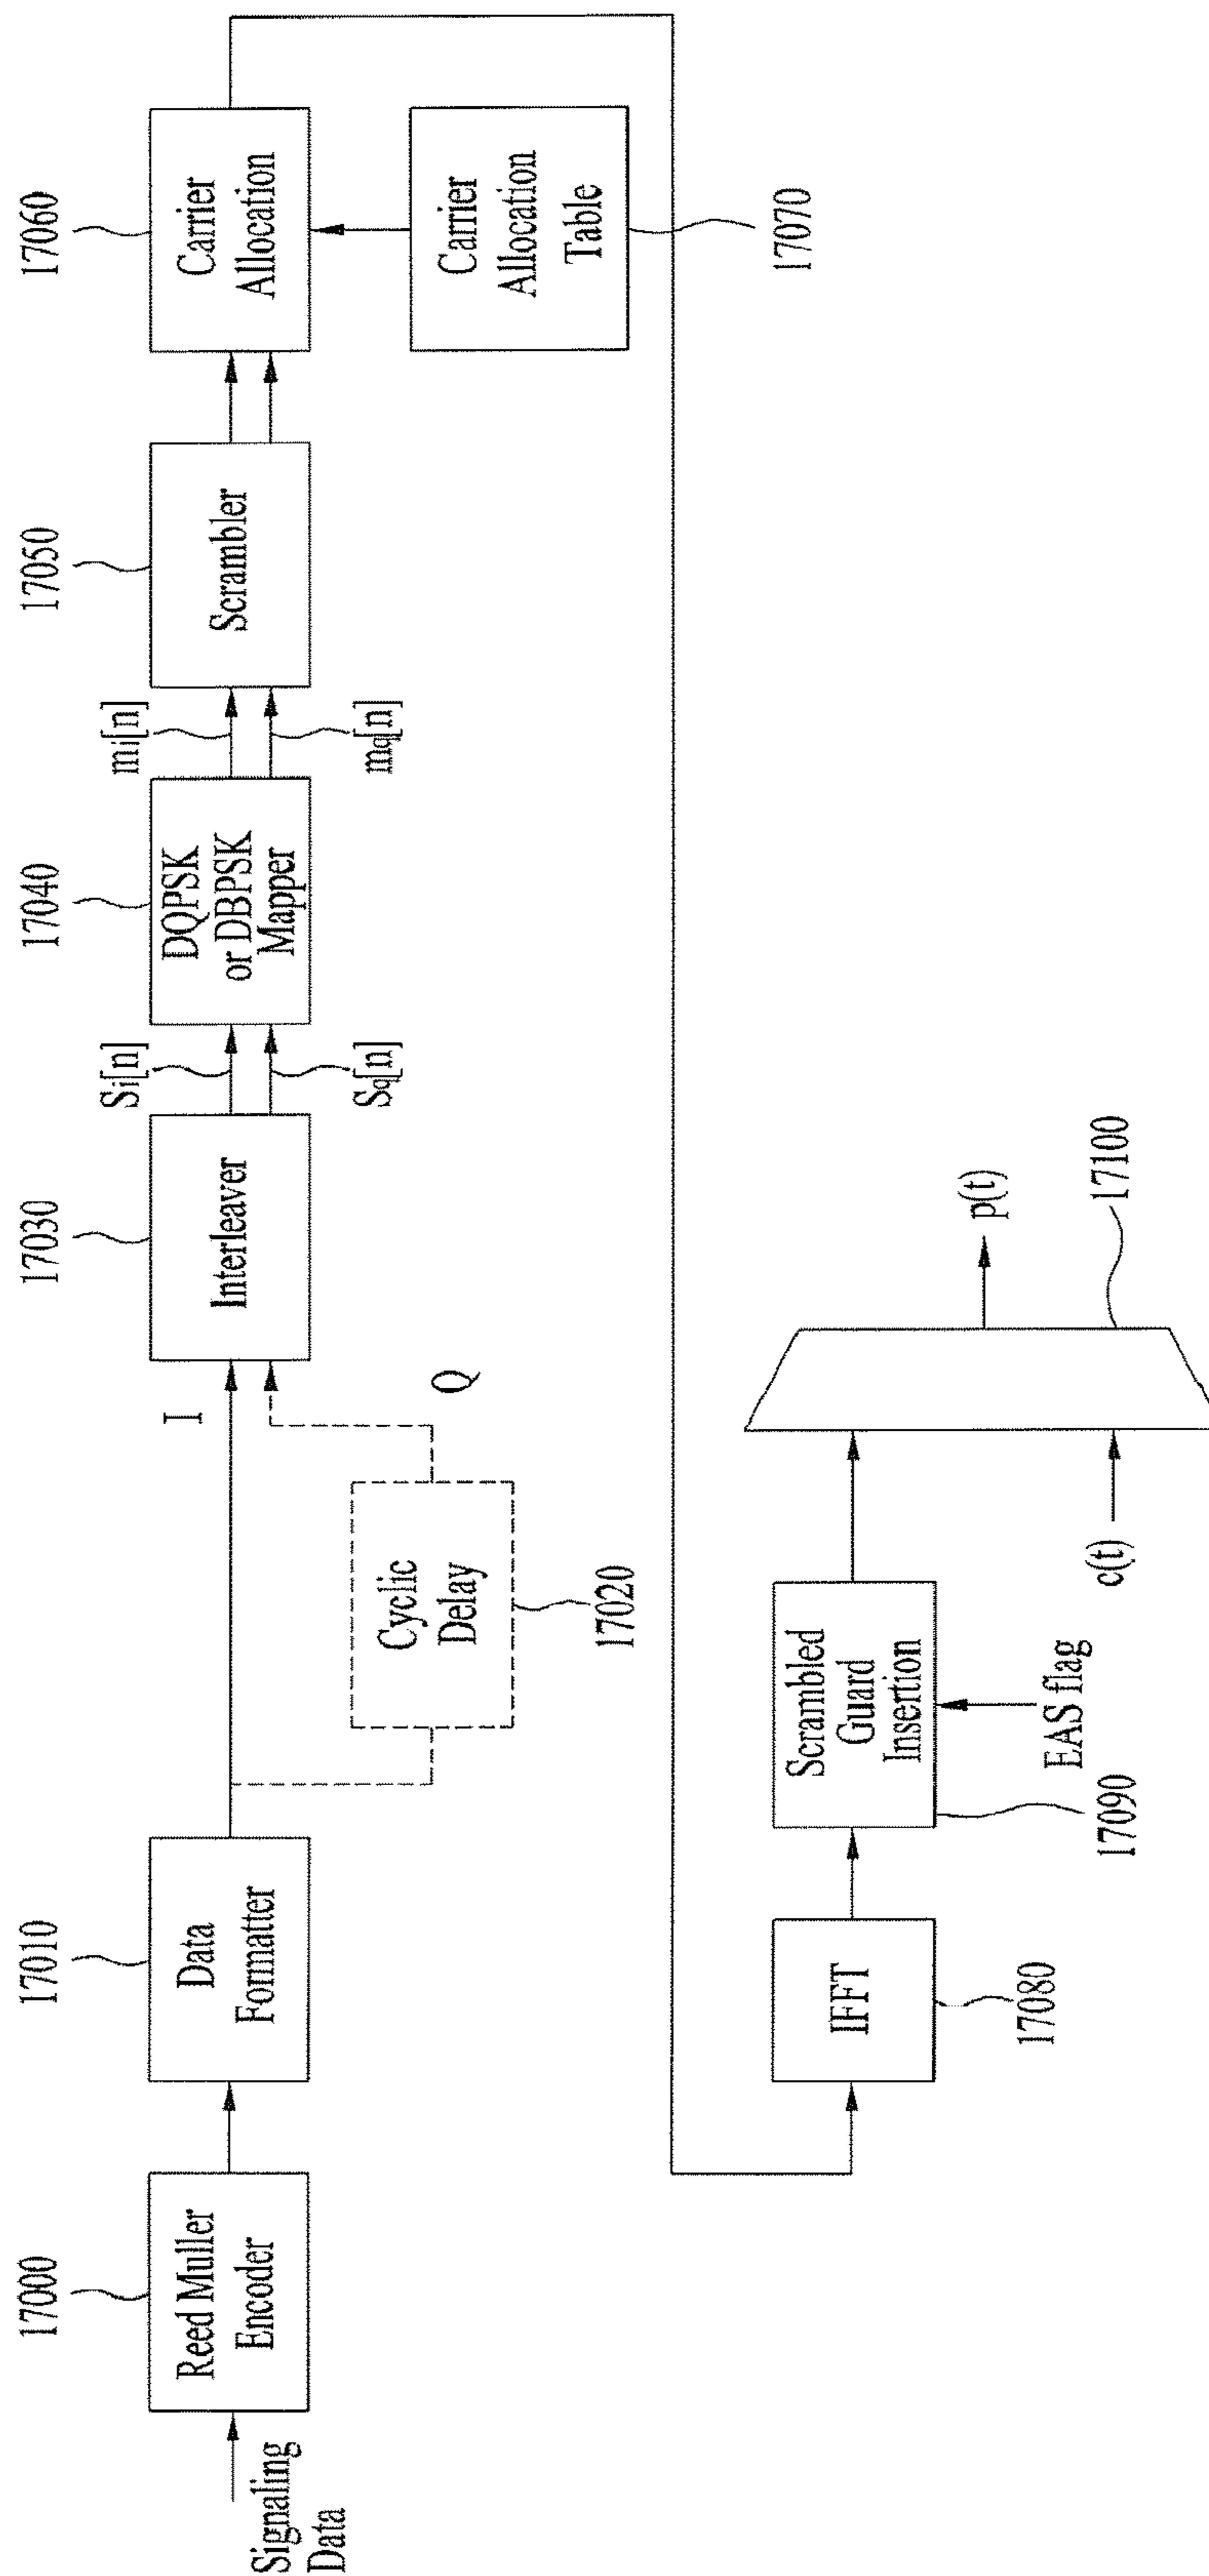 17000
17010
17030
17040
17050
17060
Signaling
Data
Reed Muller
Encoder
Data
Formatter
I
Interleaver
Si[n]
Sq[n]
DQPSK
or DBPSK
Mapper
mi[n]
mq[n]
Scrambler
Carrier
Allocation
Cyclic
Delay
Q
17020
Carrier
Allocation
Table
17070
IFFT
17080
Scrambled
Guard
Insertion
17090
EAS flag
c(t)
p(t)
17100